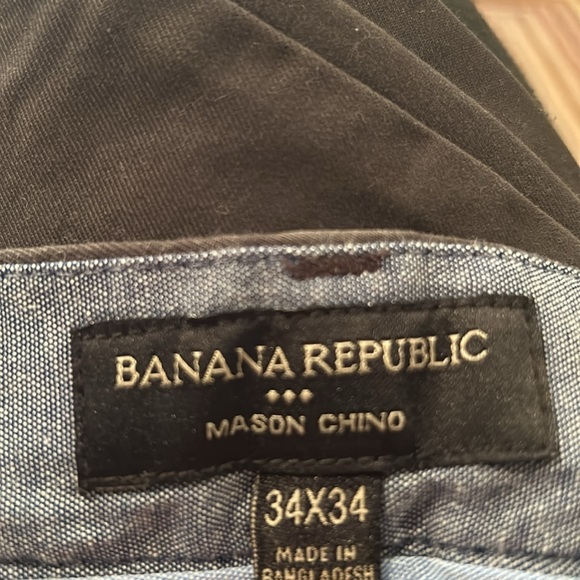 BANANA REPUBLIC
MASON CHINO
34X34
MADE IN
BANGLADESH